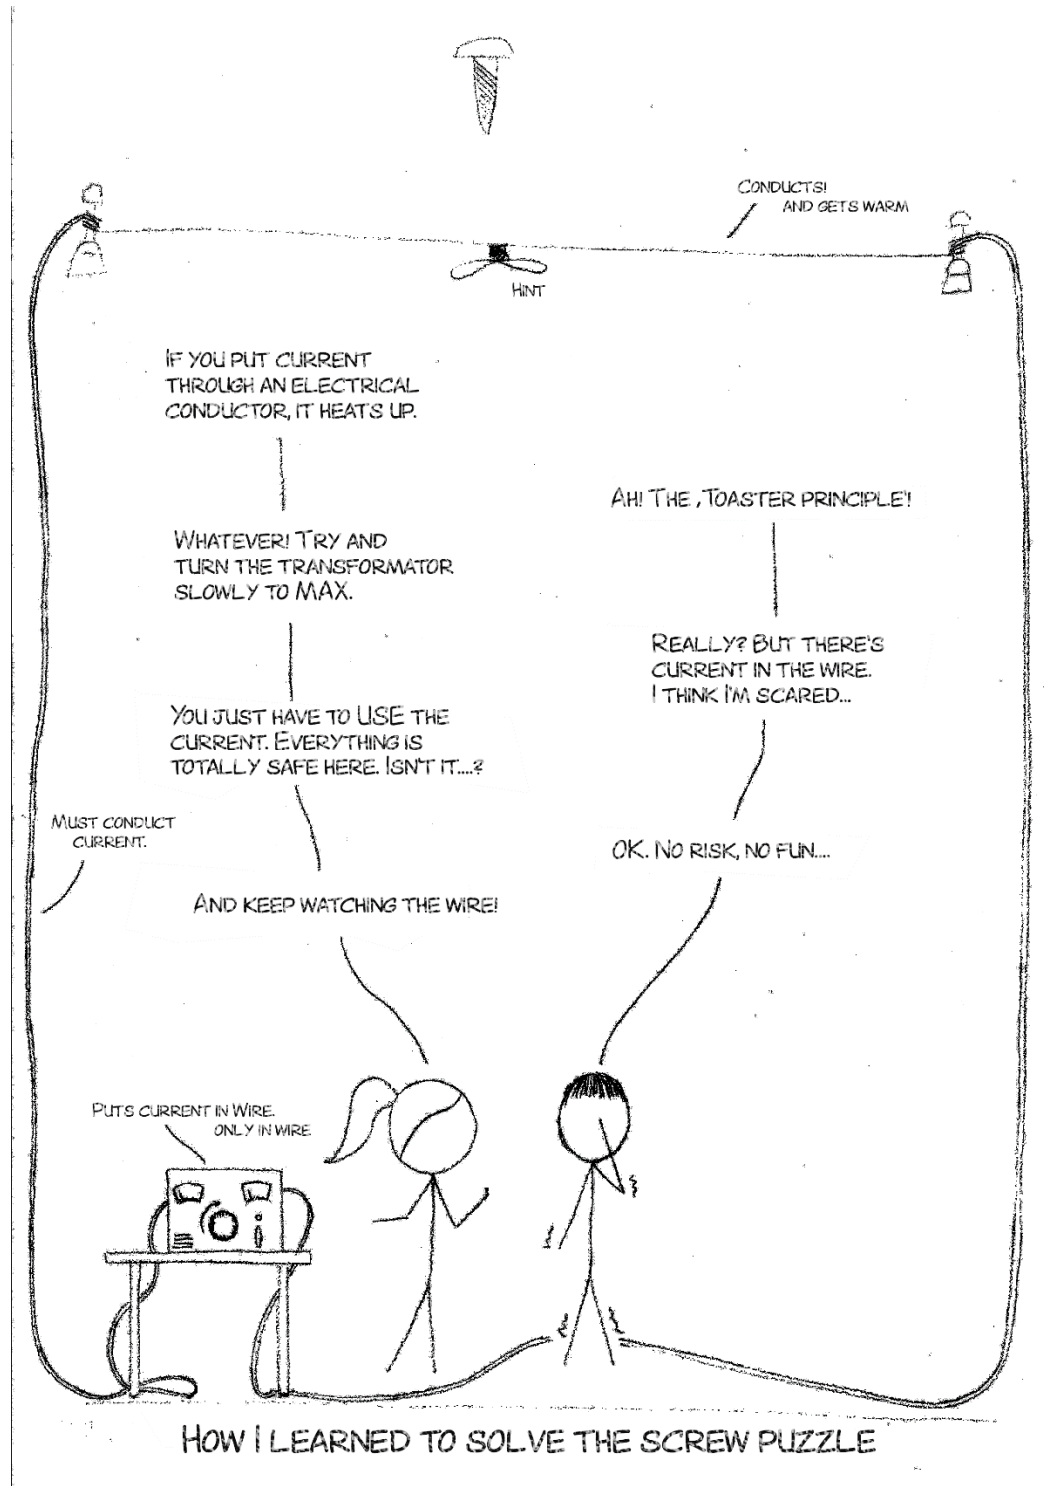 CONDUCTS!
AND GETS WARM
HINT
IF YOU PUT CURRENT
THROUGH AN ELECTRICAL
CONDUCTOR, IT HEATS UP.
AH! THE ‚TOASTER PRINCIPLE'!
WHATEVER! TRY AND
TURN THE TRANSFORMATOR
SLOWLY TO MAX.
REALLY? BUT THERE'S
CURRENT IN THE WIRE.
I THINK I'M SCARED...
YOU JUST HAVE TO USE THE
CURRENT. EVERYTHING IS
TOTALLY SAFE HERE. ISN'T IT....?
MUST CONDUCT
CURRENT.
OK. NO RISK, NO FUN....
AND KEEP WATCHING THE WIRE!
PUTS CURRENT IN WIRE.
ONLY IN WIRE
HOW I LEARNED TO SOLVE THE SCREW PUZZLE